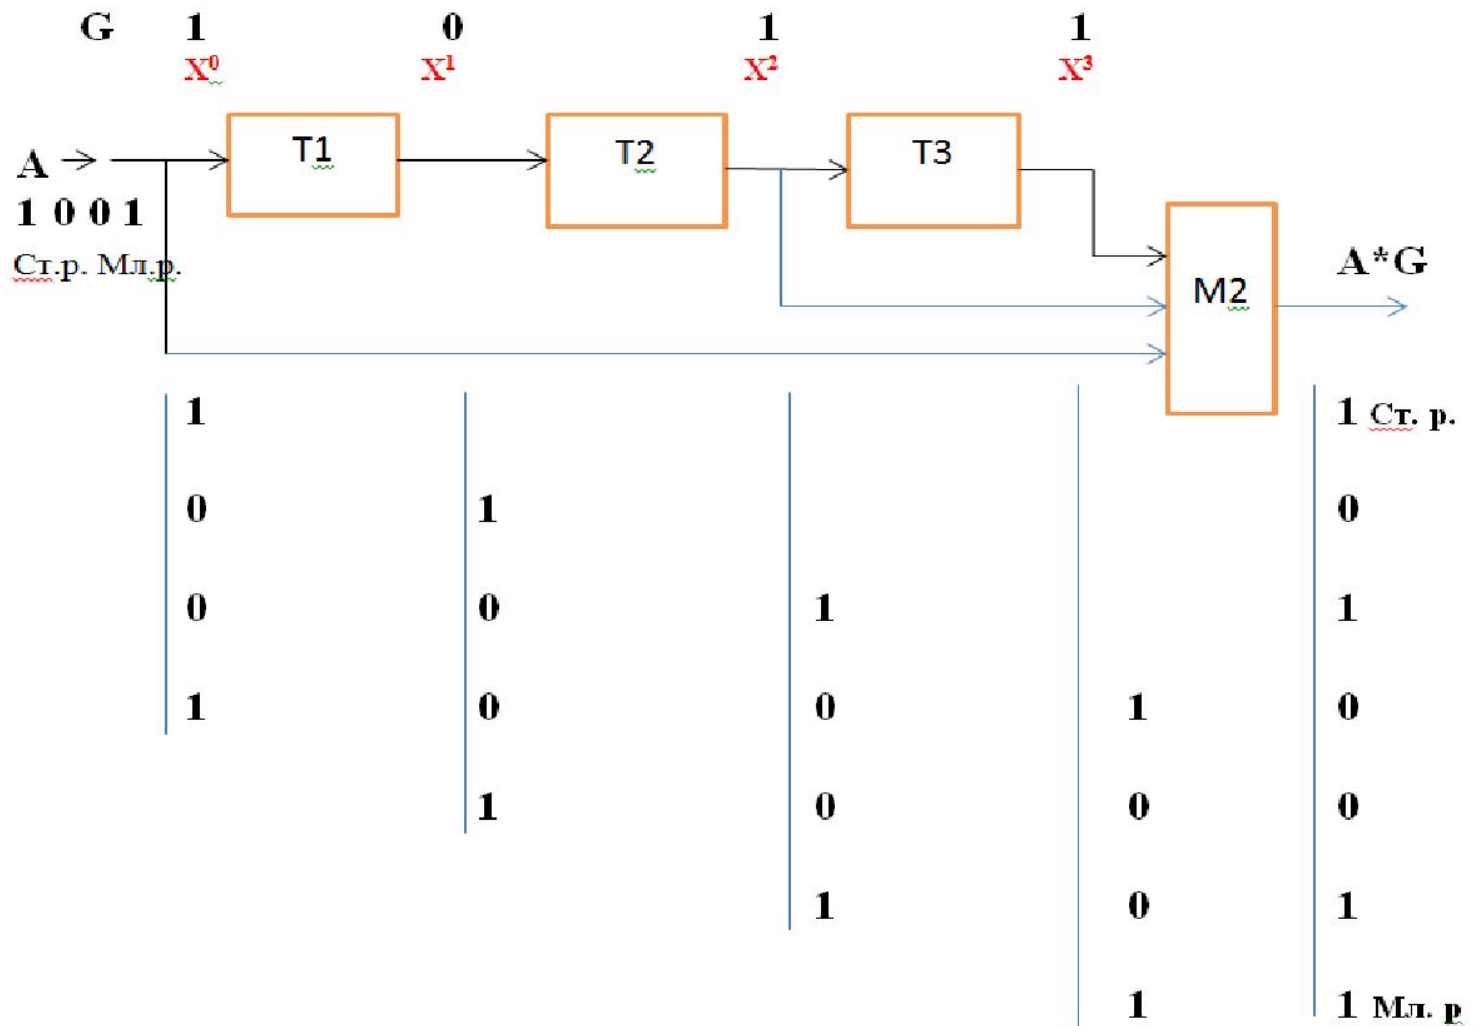 G 1 0 1 1
X⁰ X¹ X² X³
T1 T2 T3
A
1 0 0 1
Ст.р. Мл.р.
A*G
M2
1 1 Ст. р.
0 1 0
0 0 1 1
1 0 0 1 0
1 0 0 0
1 0 1
1 1 Мл. р